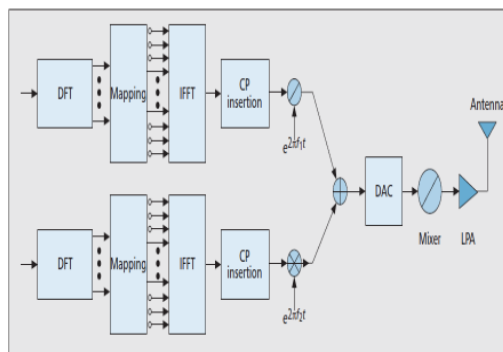 DFT
Mapping
IFFT
CP
insertion
e^{2πf₁t}
Antenna
DAC
Mixer
LPA
DFT
Mapping
IFFT
CP
insertion
e^{2πf₂t}